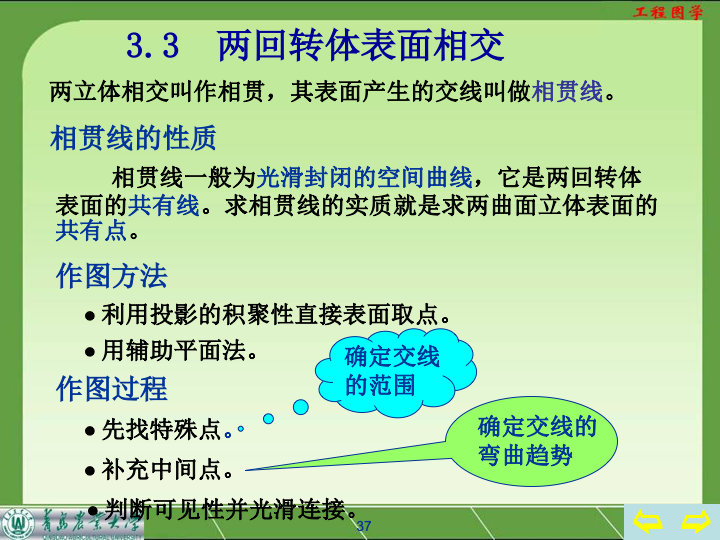 工程图学
3.3 两回转体表面相交
两立体相交叫作相贯，其表面产生的交线叫做相贯线。
相贯线的性质
相贯线一般为光滑封闭的空间曲线，它是两回转体
表面的共有线。求相贯线的实质就是求两曲面立体表面的
共有点。
作图方法
● 利用投影的积聚性直接表面取点。
● 用辅助平面法。
确定交线
的范围
作图过程
● 先找特殊点。
确定交线的
弯曲趋势
● 补充中间点。
● 判断可见性并光滑连接。
青岛农业大学
37